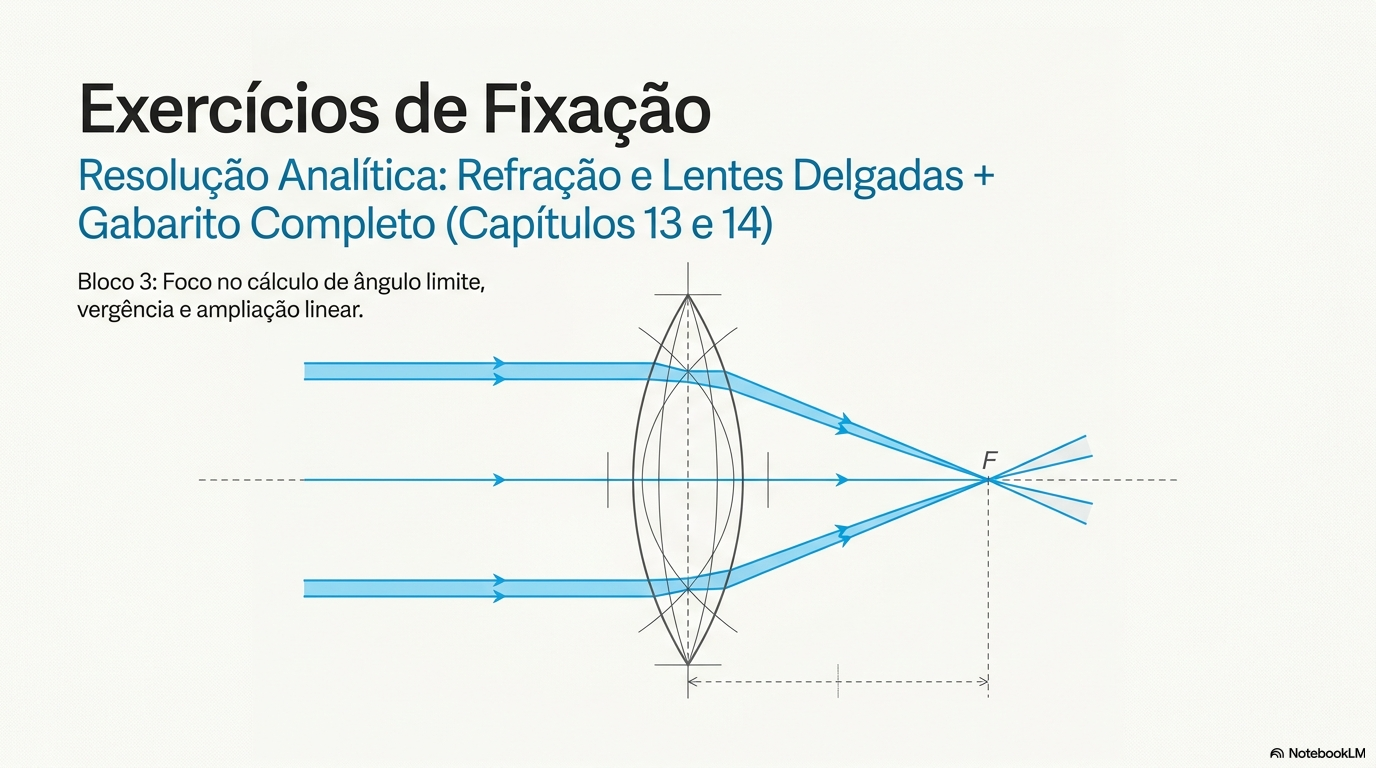 Exercícios de Fixação
Resolução Analítica: Refração e Lentes Delgadas +
Gabarito Completo (Capítulos 13 e 14)
Bloco 3: Foco no cálculo de ângulo limite,
vergência e ampliação linear.
F
NotebookLM